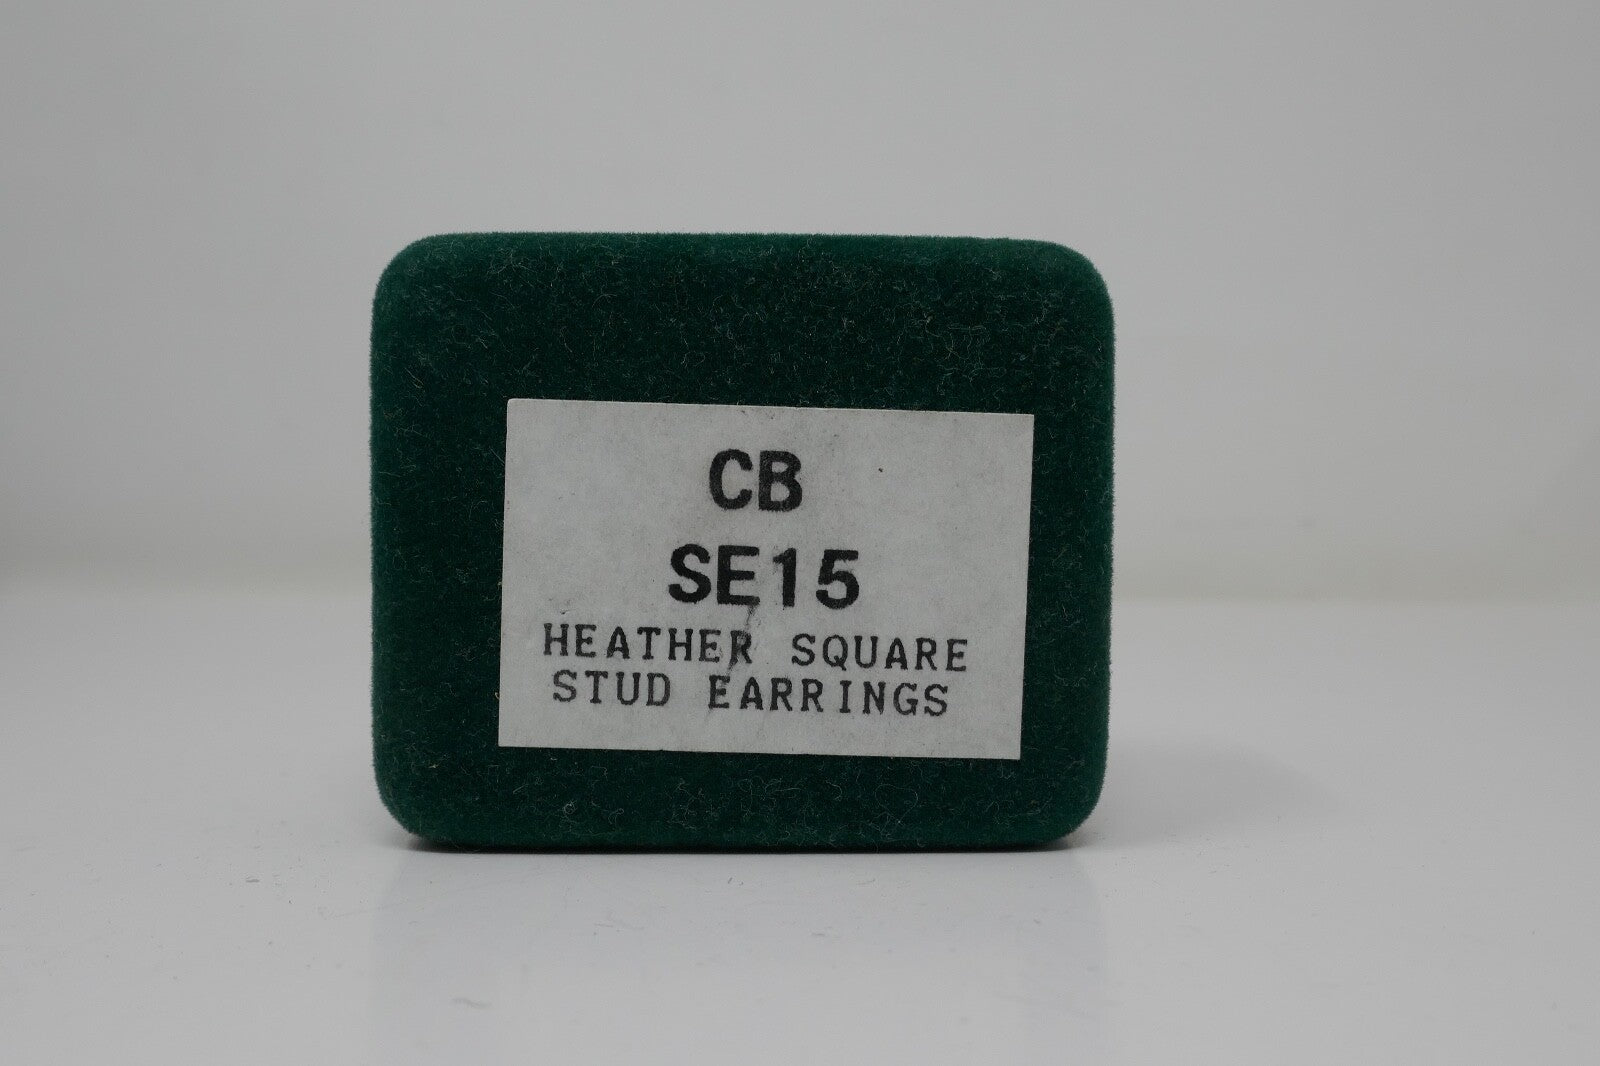 CB
SE15
HEATHER SQUARE
STUD EARRINGS